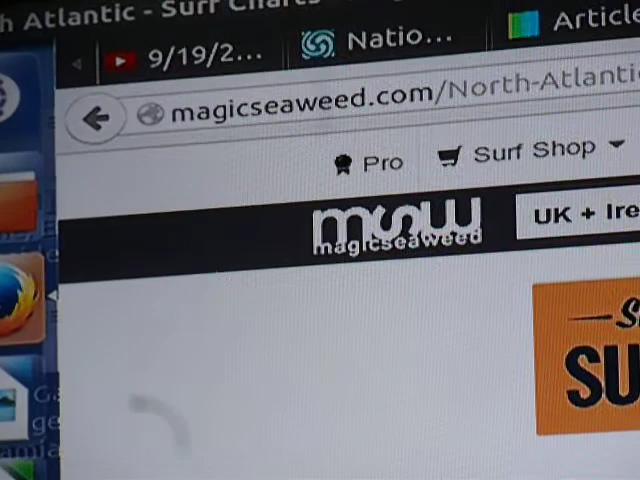 h Atlantic - Surf Charts
9/19/2...
Natio...
Article
magicseaweed.com/North-Atlantic
Pro
Surf Shop
msw
magicseaweed
UK + Ire
SU